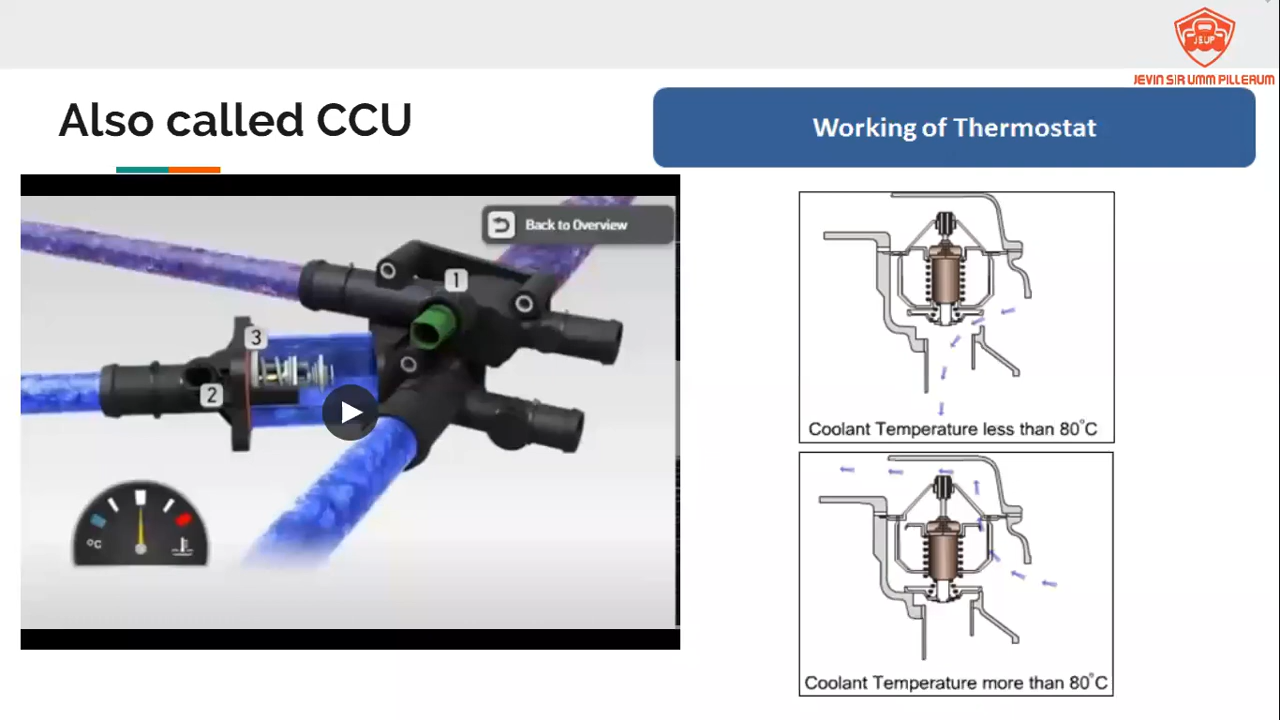 JSUP
JEVIN SIR UMM PILLERUM
Also called CCU
Working of Thermostat
Back to Overview
1
3
2
°C
Coolant Temperature less than 80°C
Coolant Temperature more than 80°C